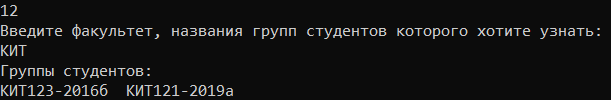 12
Введите факультет, названия групп студентов которого хотите узнать:
КИТ
Группы студентов:
КИТ123-2016б  КИТ121-2019а